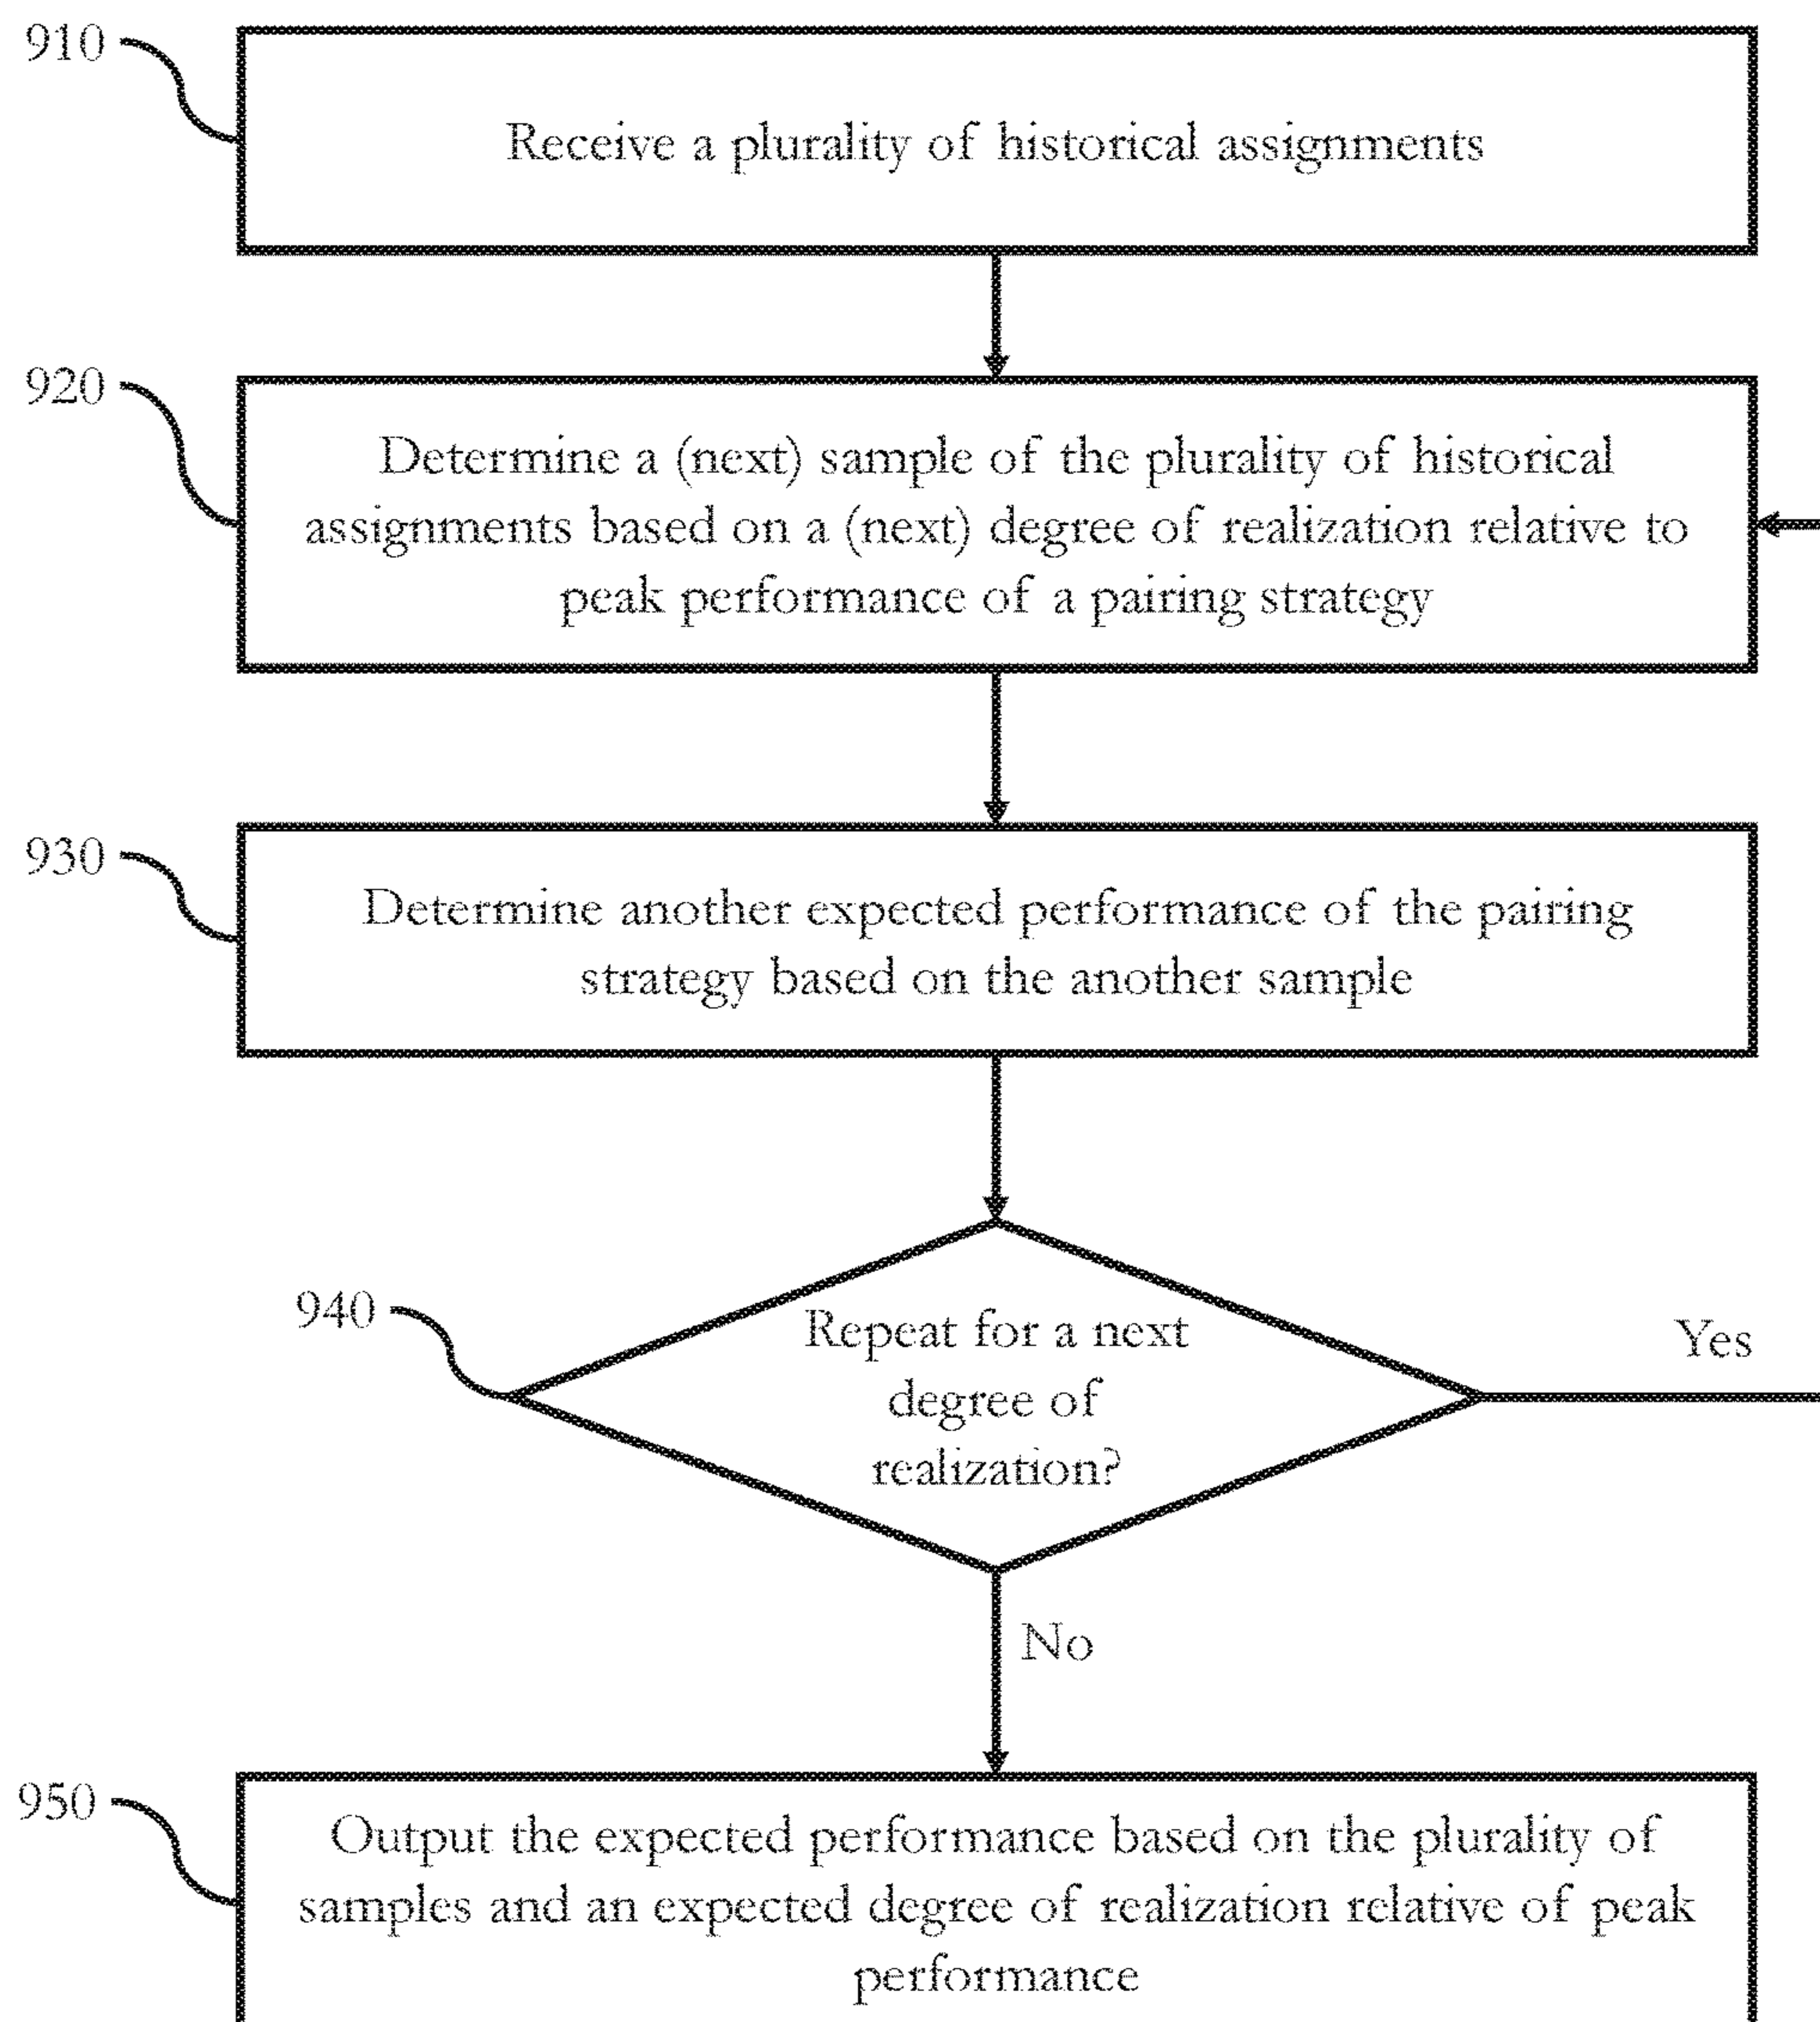 910
Receive a plurality of historical assignments
920
Determine a (next) sample of the plurality of historical
assignments based on a (next) degree of realization relative to
peak performance of a pairing strategy
930
Determine another expected performance of the pairing
strategy based on the another sample
940
Repeat for a next
degree of
realization?
Yes
No
950
Output the expected performance based on the plurality of
samples and an expected degree of realization relative of peak
performance